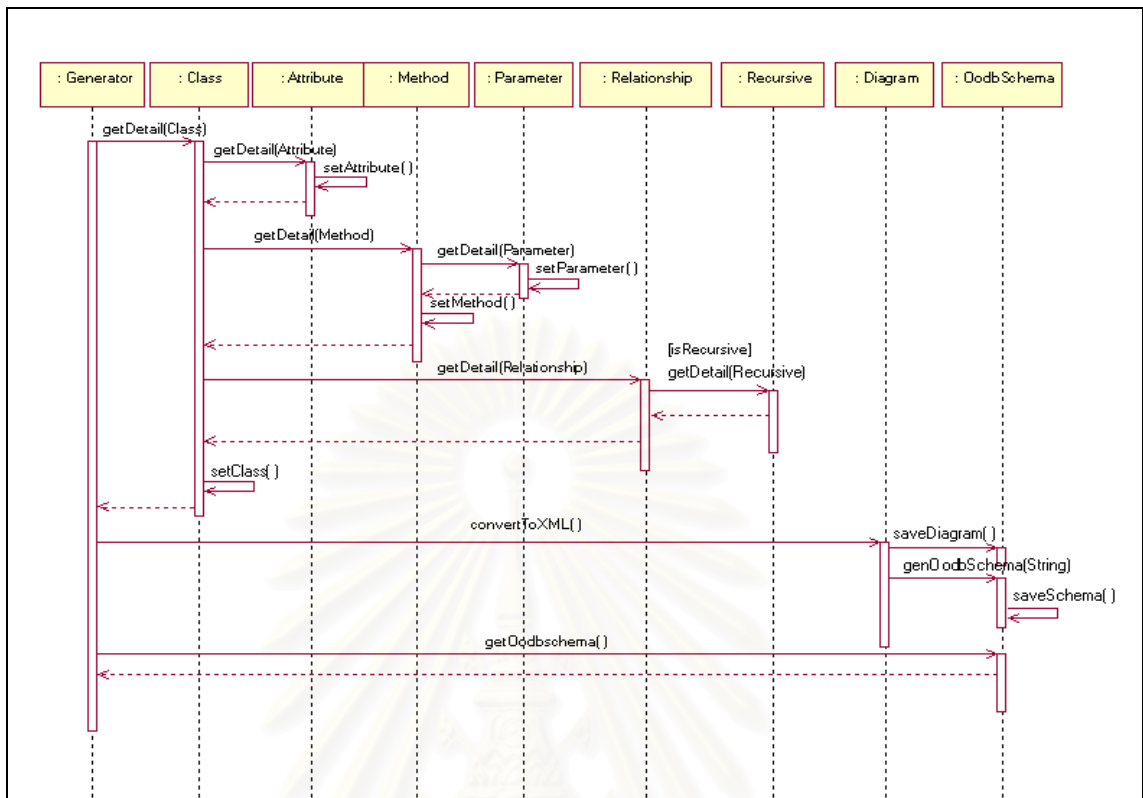 : Generator
: Class
: Attribute
: Method
: Parameter
: Relationship
: Recursive
: Diagram
: OodbSchema
getDetail(Class)
getDetail(Attribute)
setAttribute( )
getDetail(Method)
getDetail(Parameter)
setParameter( )
setMethod( )
[isRecursive]
getDetail(Relationship)
getDetail(Recursive)
setClass( )
convertToXML( )
saveDiagram( )
genOodbSchema(String)
saveSchema( )
getOodbschema( )